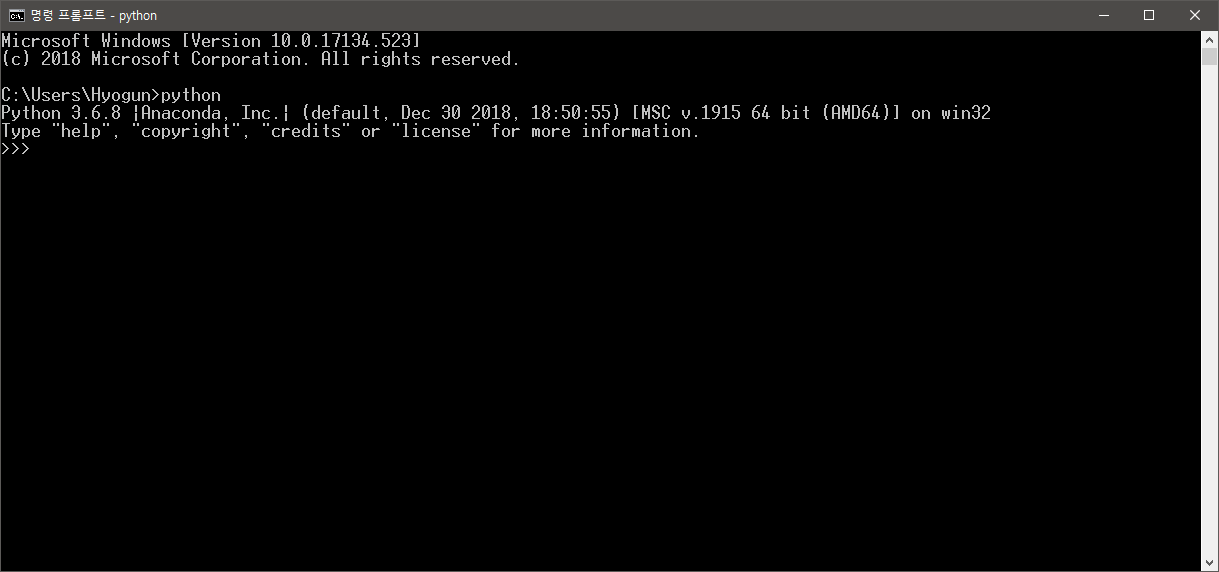 명령 프롬프트 - python
Microsoft Windows [Version 10.0.17134.523]
(c) 2018 Microsoft Corporation. All rights reserved.
C:\Users\Hyogun>python
Python 3.6.8 |Anaconda, Inc.| (default, Dec 30 2018, 18:50:55) [MSC v.1915 64 bit (AMD64)] on win32
Type "help", "copyright", "credits" or "license" for more information.
>>>